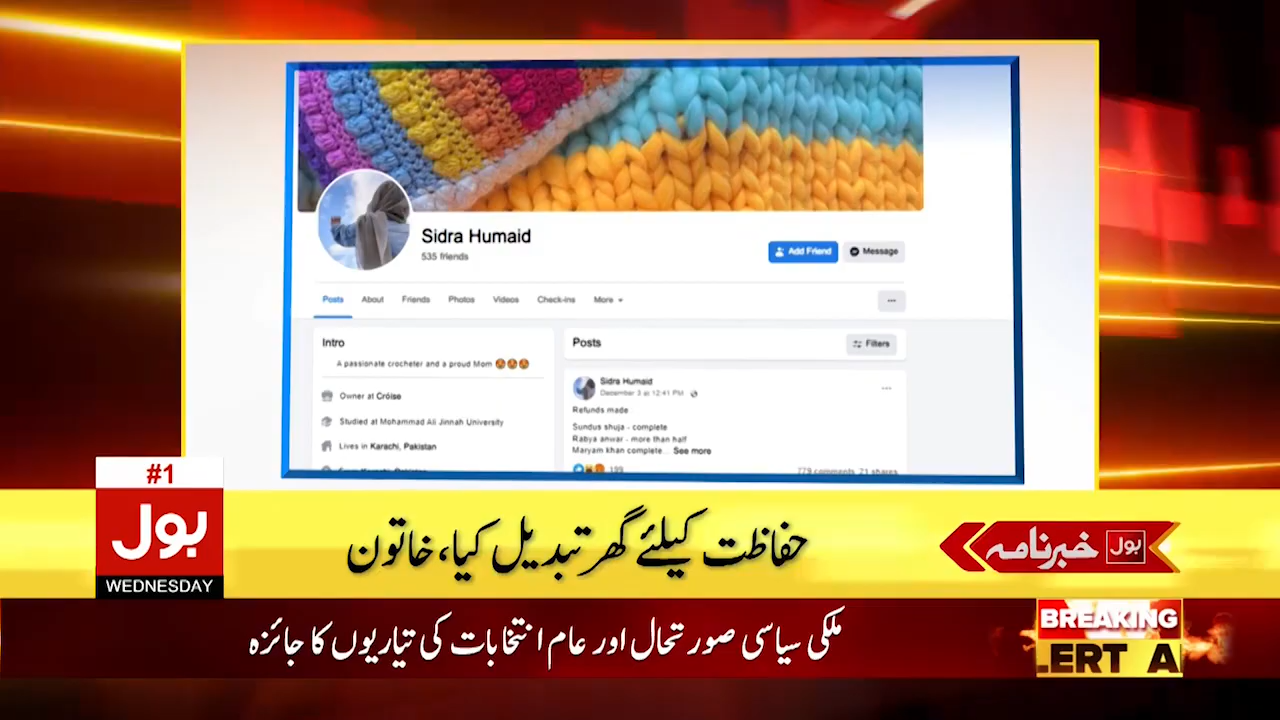 Sidra Humaid
535 friends
Add Friend
Message
Posts
About
Friends
Photos
Videos
Check-ins
More
Intro
A passionate crocheter and a proud Mom
Owner at Cróise
Studied at Mohammad Ali Jinnah University
Lives in Karachi, Pakistan
Posts
Filters
Sidra Humaid
December 3 at 12:41 PM
Refunds made
Sundus shuja - complete
Rabya anwar - more than half
Maryam khan complete... See more
199
779 comments 21 shares
#1
بول
WEDNESDAY
حفاظت کیلئے گھر تبدیل کیا، خاتون
بول خبرنامہ
ملکی سیاسی صورتحال اور عام انتخابات کی تیاریوں کا جائزہ
BREAKING
LERT A